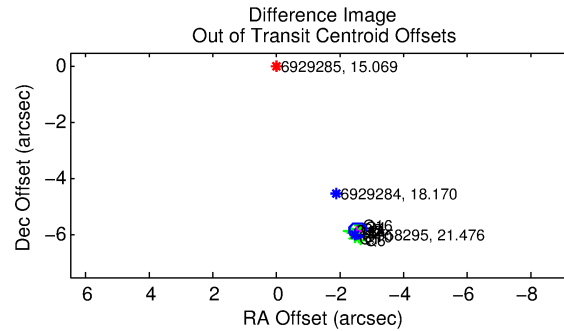 Difference Image
Out of Transit Centroid Offsets
Dec Offset (arcsec)
0
-2
-4
-6
6929285, 15.069
6929284, 18.170
58295, 21.476
6 4 2 0 -2 -4 -6 -8
RA Offset (arcsec)